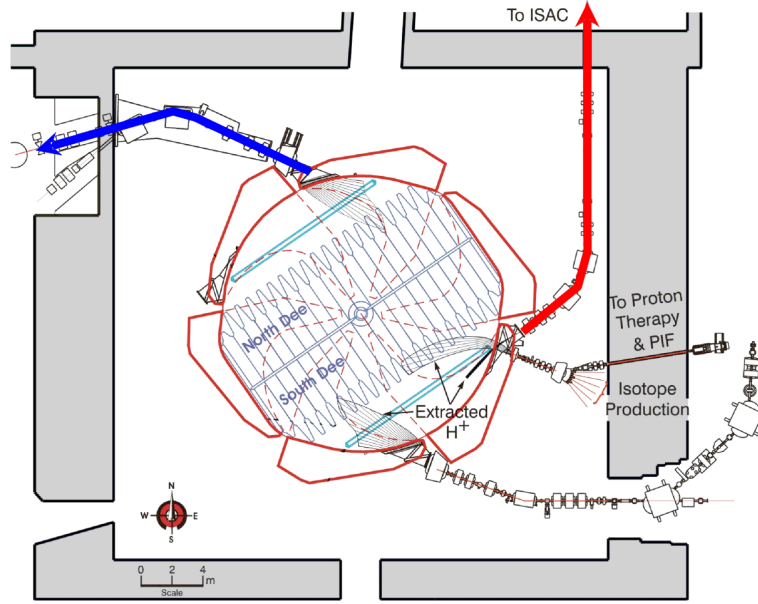 To ISAC
To Proton
Therapy
& PIF
North Dee
South Dee
Isotope
Production
Extracted
H+
N
W E
S
0 2 4
m
Scale